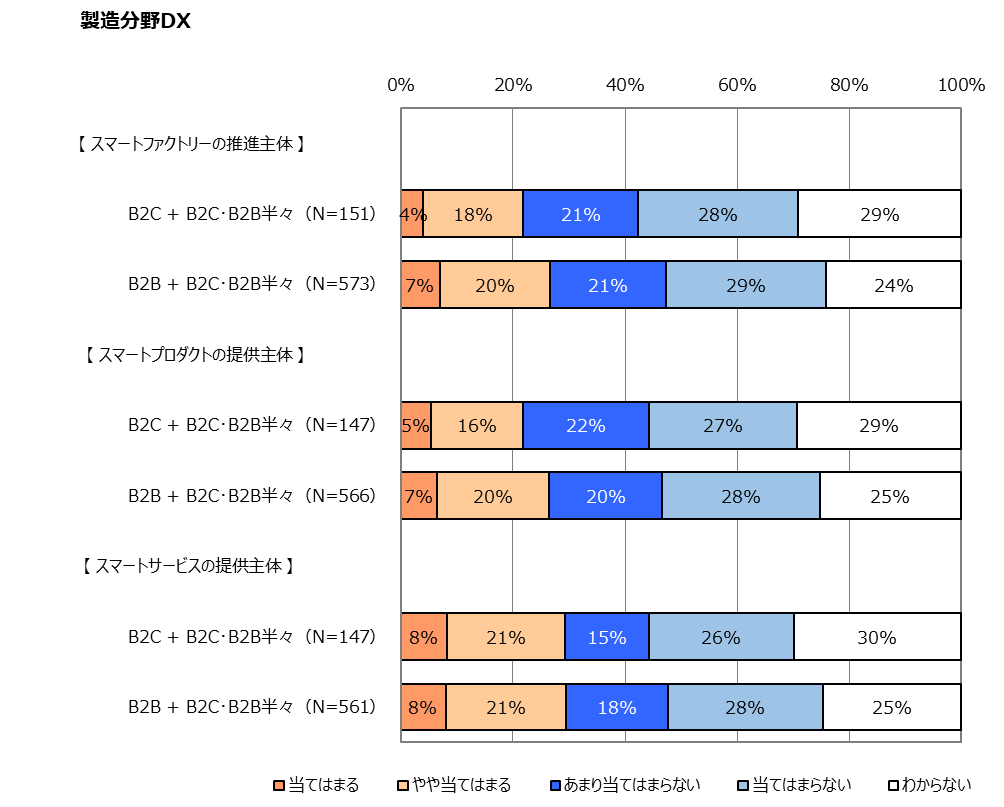 製造分野DX
0% 20% 40% 60% 80% 100%
【 スマートファクトリーの推進主体 】
B2C + B2C･B2B半々（N=151） 4% 18% 21% 28% 29%
B2B + B2C･B2B半々（N=573） 7% 20% 21% 29% 24%
【 スマートプロダクトの提供主体 】
B2C + B2C･B2B半々（N=147） 5% 16% 22% 27% 29%
B2B + B2C･B2B半々（N=566） 7% 20% 20% 28% 25%
【 スマートサービスの提供主体 】
B2C + B2C･B2B半々（N=147） 8% 21% 15% 26% 30%
B2B + B2C･B2B半々（N=561） 8% 21% 18% 28% 25%
当てはまる やや当てはまる あまり当てはまらない 当てはまらない わからない